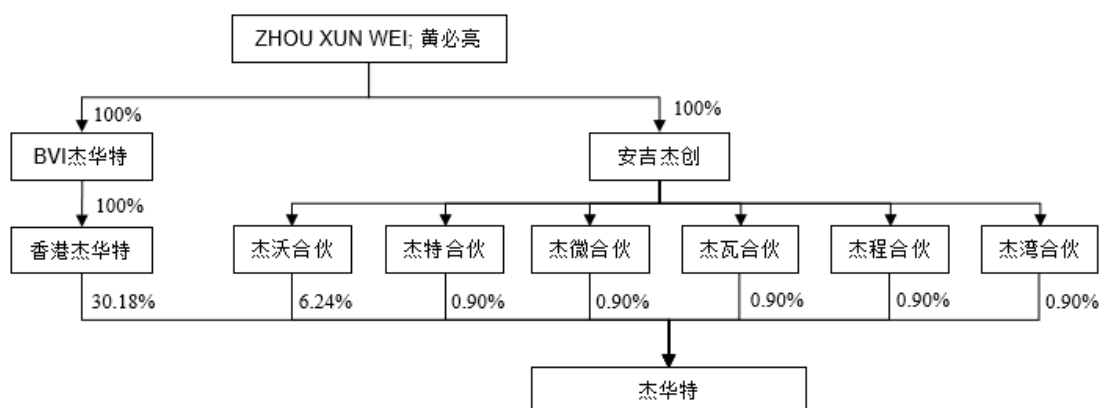 ZHOU XUN WEI; 黄必亮
100%
100%
BVI杰华特
安吉杰创
100%
香港杰华特
杰沃合伙
杰特合伙
杰微合伙
杰瓦合伙
杰程合伙
杰湾合伙
30.18%
6.24%
0.90%
0.90%
0.90%
0.90%
0.90%
杰华特